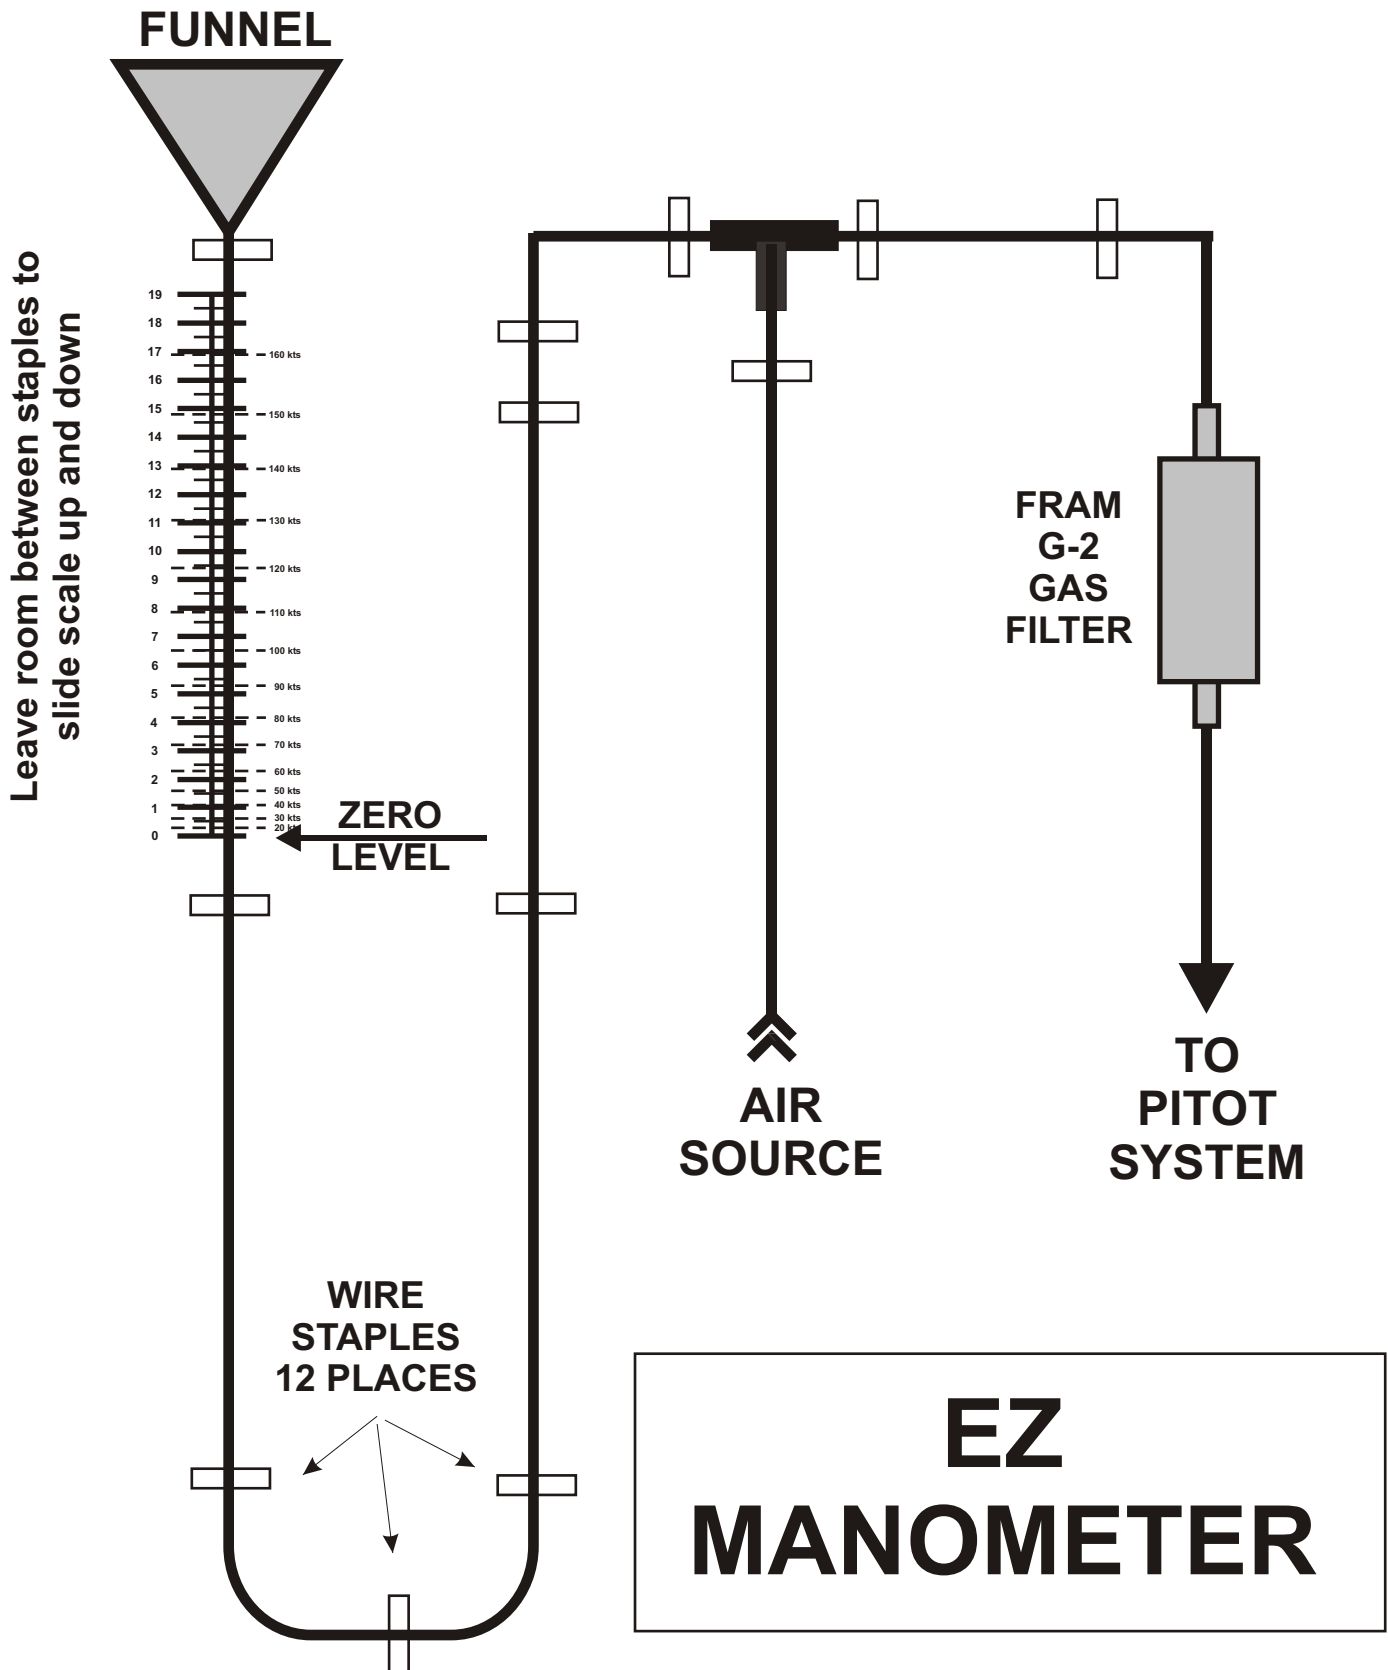 FUNNEL
Leave room between staples to
slide scale up and down
19
18
17
160 kts
16
15
150 kts
14
13
140 kts
12
11
130 kts
10
120 kts
9
8
110 kts
7
100 kts
6
90 kts
5
80 kts
4
70 kts
3
60 kts
2
50 kts
40 kts
1
30 kts
20 kts
0
ZERO
LEVEL
FRAM
G-2
GAS
FILTER
AIR
SOURCE
TO
PITOT
SYSTEM
WIRE
STAPLES
12 PLACES
EZ
MANOMETER